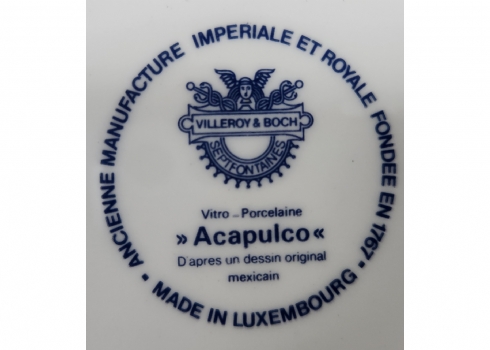 • ANCIENNE MANUFACTURE IMPERIALE ET ROYALE FONDEE EN 1767 •
VILLEROY & BOCH
SEPTFONTAINES
Vitro - Porcelaine
» Acapulco «
D'apres un dessin original
mexicain
MADE IN LUXEMBOURG